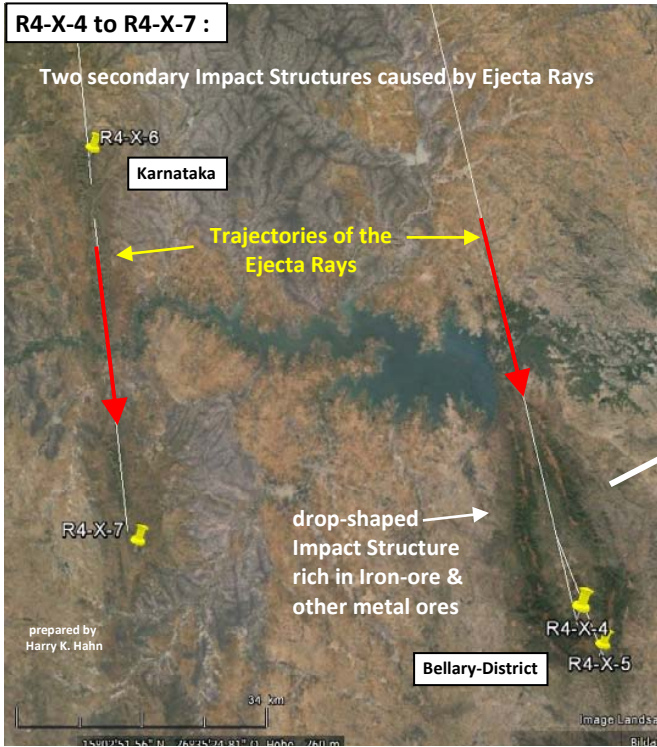 R4-X-4 to R4-X-7 :
Two secondary Impact Structures caused by Ejecta Rays
R4-X-6
Karnataka
Trajectories of the
Ejecta Rays
R4-X-7
drop-shaped
Impact Structure
rich in Iron-ore &
other metal ores
prepared by
Harry K. Hahn
R4-X-4
Bellary-District
R4-X-5
34 km
Image Landsa
Bilda